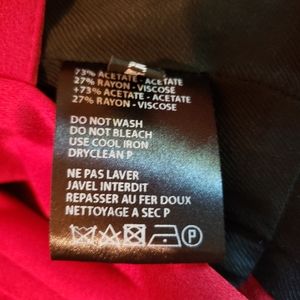 73% ACETATE - ACETATE
27% RAYON - VISCOSE
+73% ACETATE - ACETATE
27% RAYON - VISCOSE
DO NOT WASH
DO NOT BLEACH
USE COOL IRON
DRYCLEAN P
NE PAS LAVER
JAVEL INTERDIT
REPASSER AU FER DOUX
NETTOYAGE A SEC P